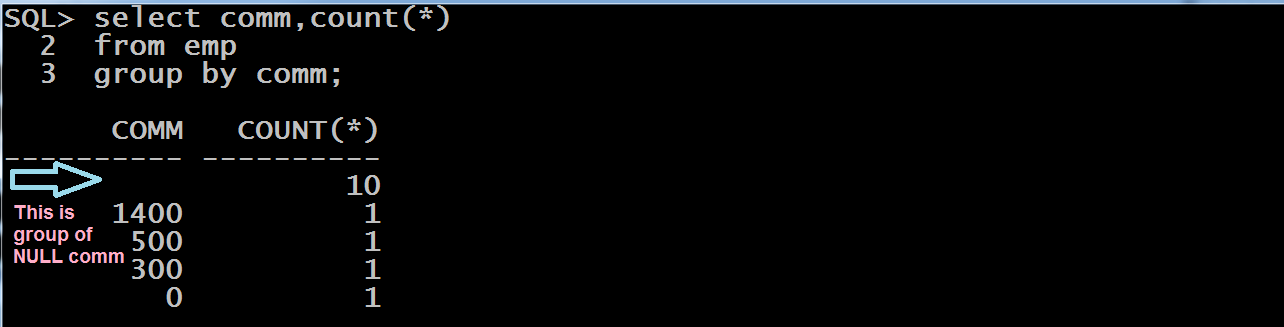 SQL> select comm,count(*)
2 from emp
3 group by comm;
COMM COUNT(*)
---------- ----------
10
This is
group of
NULL comm
1400 1
500 1
300 1
0 1